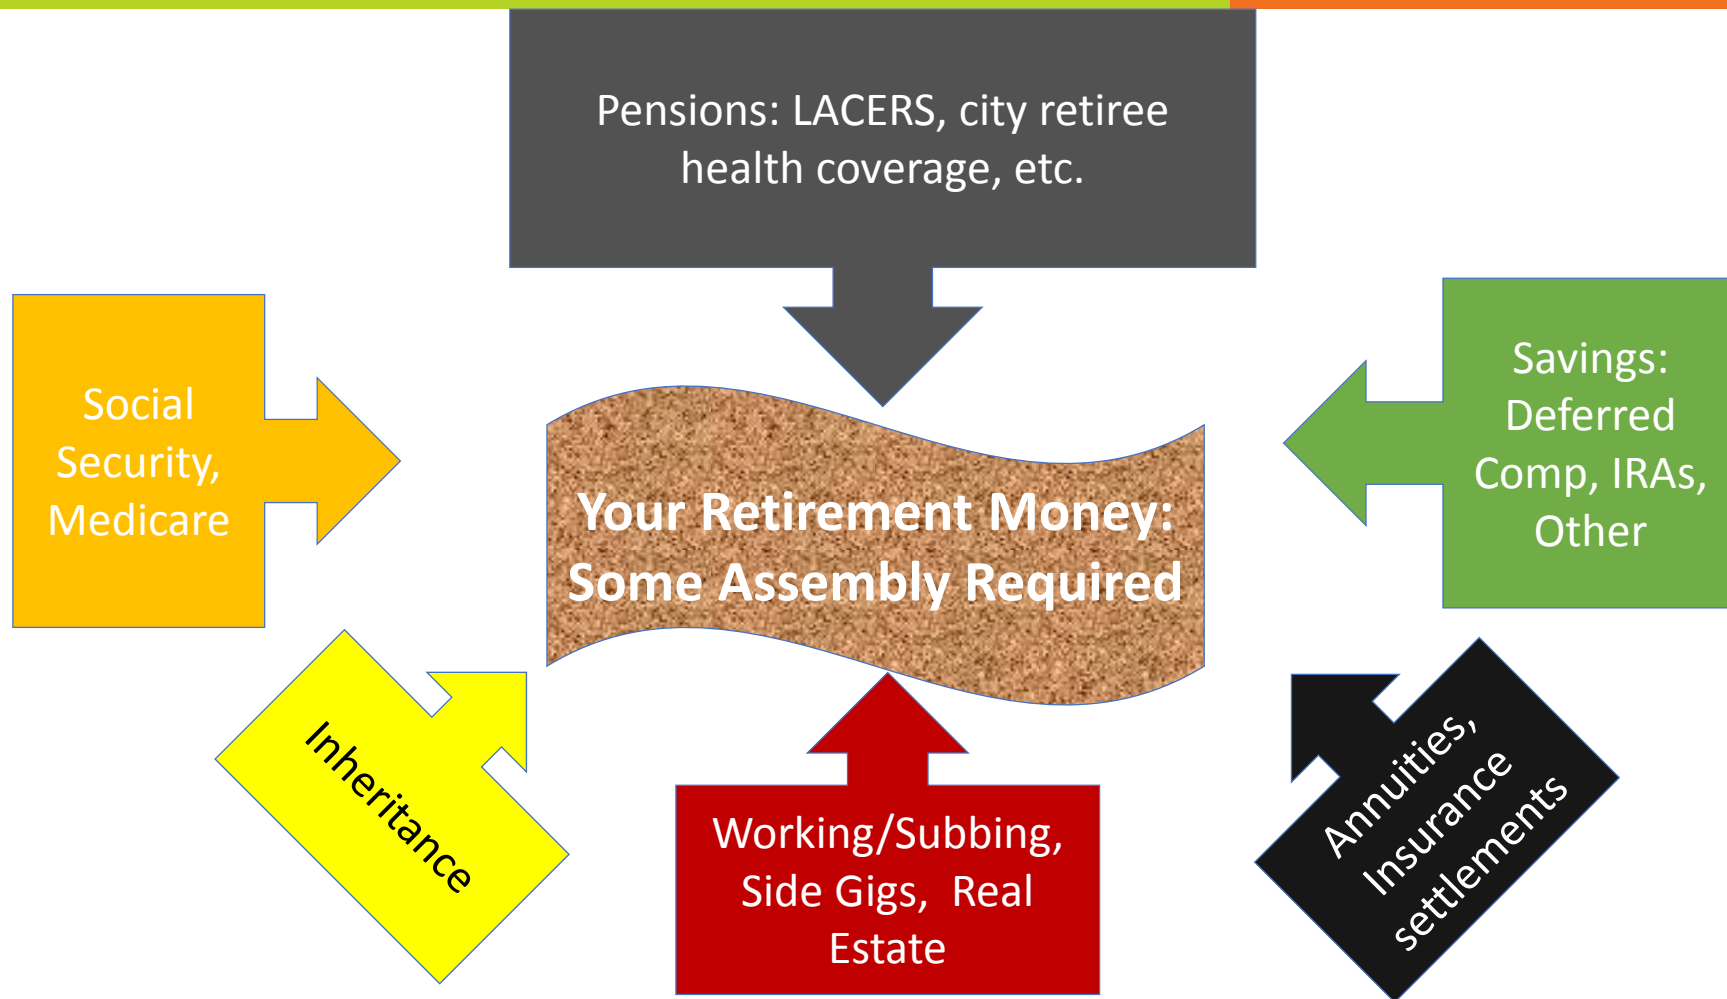 Pensions: LACERS, city retiree
health coverage, etc.
Social
Security,
Medicare
Savings:
Deferred
Comp, IRAs,
Other
Your Retirement Money:
Some Assembly Required
Inheritance
Working/Subbing,
Side Gigs,  Real
Estate
Annuities,
Insurance
settlements